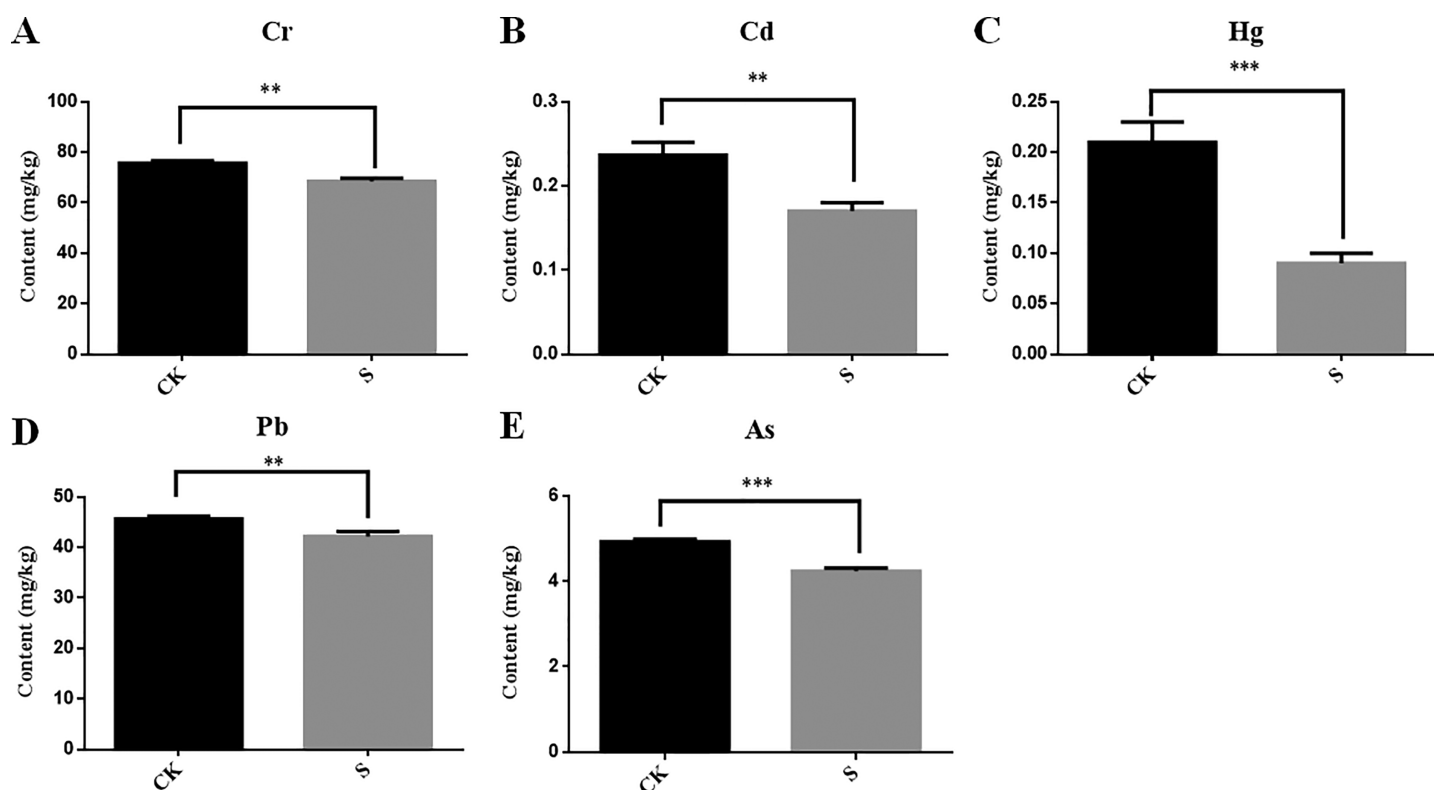 A Cr
**
Content (mg/kg)
100
80
60
40
20
0
CK S
B Cd
**
Content (mg/kg)
0.3
0.2
0.1
0.0
CK S
C Hg
***
Content (mg/kg)
0.25
0.20
0.15
0.10
0.05
0.00
CK S
D Pb
**
Content (mg/kg)
50
40
30
20
10
0
CK S
E As
***
Content (mg/kg)
6
4
2
0
CK S